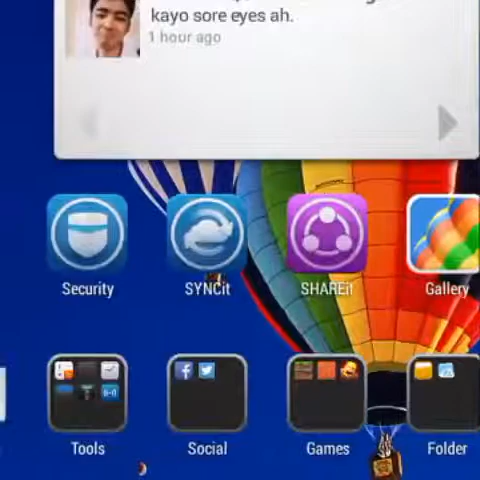 kayo sore eyes ah.
1 hour ago
Security
SYNCit
SHAREit
Gallery
Tools
Social
Games
Folder